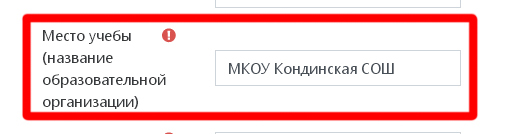 Место учебы
(название
образовательной
организации)
МКОУ Кондинская СОШ